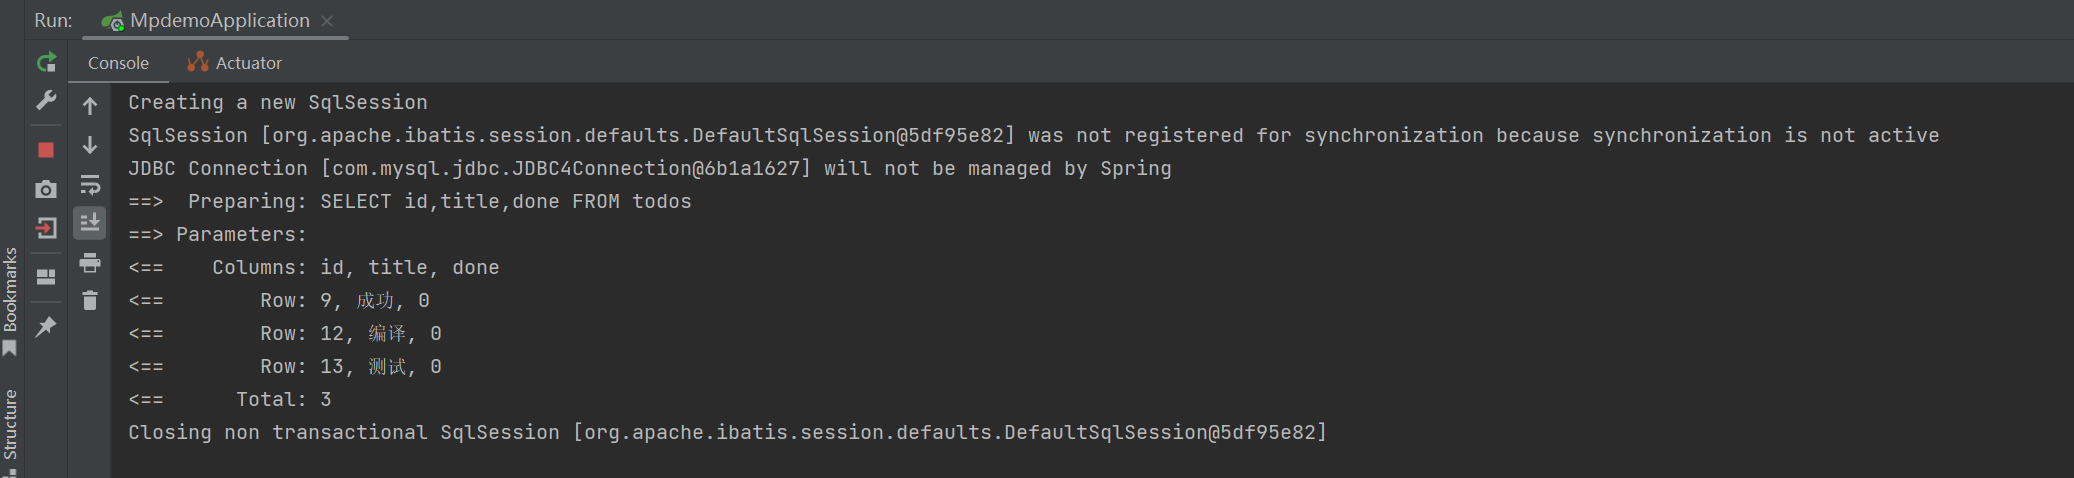 Run: MpdemoApplication
Console Actuator
Creating a new SqlSession
SqlSession [org.apache.ibatis.session.defaults.DefaultSqlSession@5df95e82] was not registered for synchronization because synchronization is not active
JDBC Connection [com.mysql.jdbc.JDBC4Connection@6b1a1627] will not be managed by Spring
==>  Preparing: SELECT id,title,done FROM todos
==> Parameters:
<==    Columns: id, title, done
<==        Row: 9, 成功, 0
<==        Row: 12, 编译, 0
<==        Row: 13, 测试, 0
<==      Total: 3
Closing non transactional SqlSession [org.apache.ibatis.session.defaults.DefaultSqlSession@5df95e82]
Bookmarks
Structure